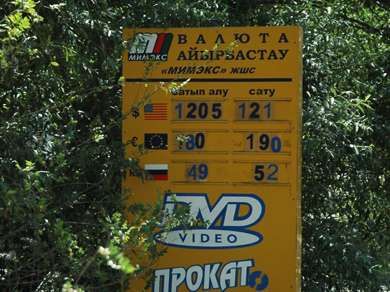 ВАЛЮТА
МИМЭКС АЙЫРБАСТАУ
«МИМЭКС» ЖШС
сатып алу сату
$ 1205 121
€ 180 190
49 52
DVD
VIDEO
ПРОКАТ